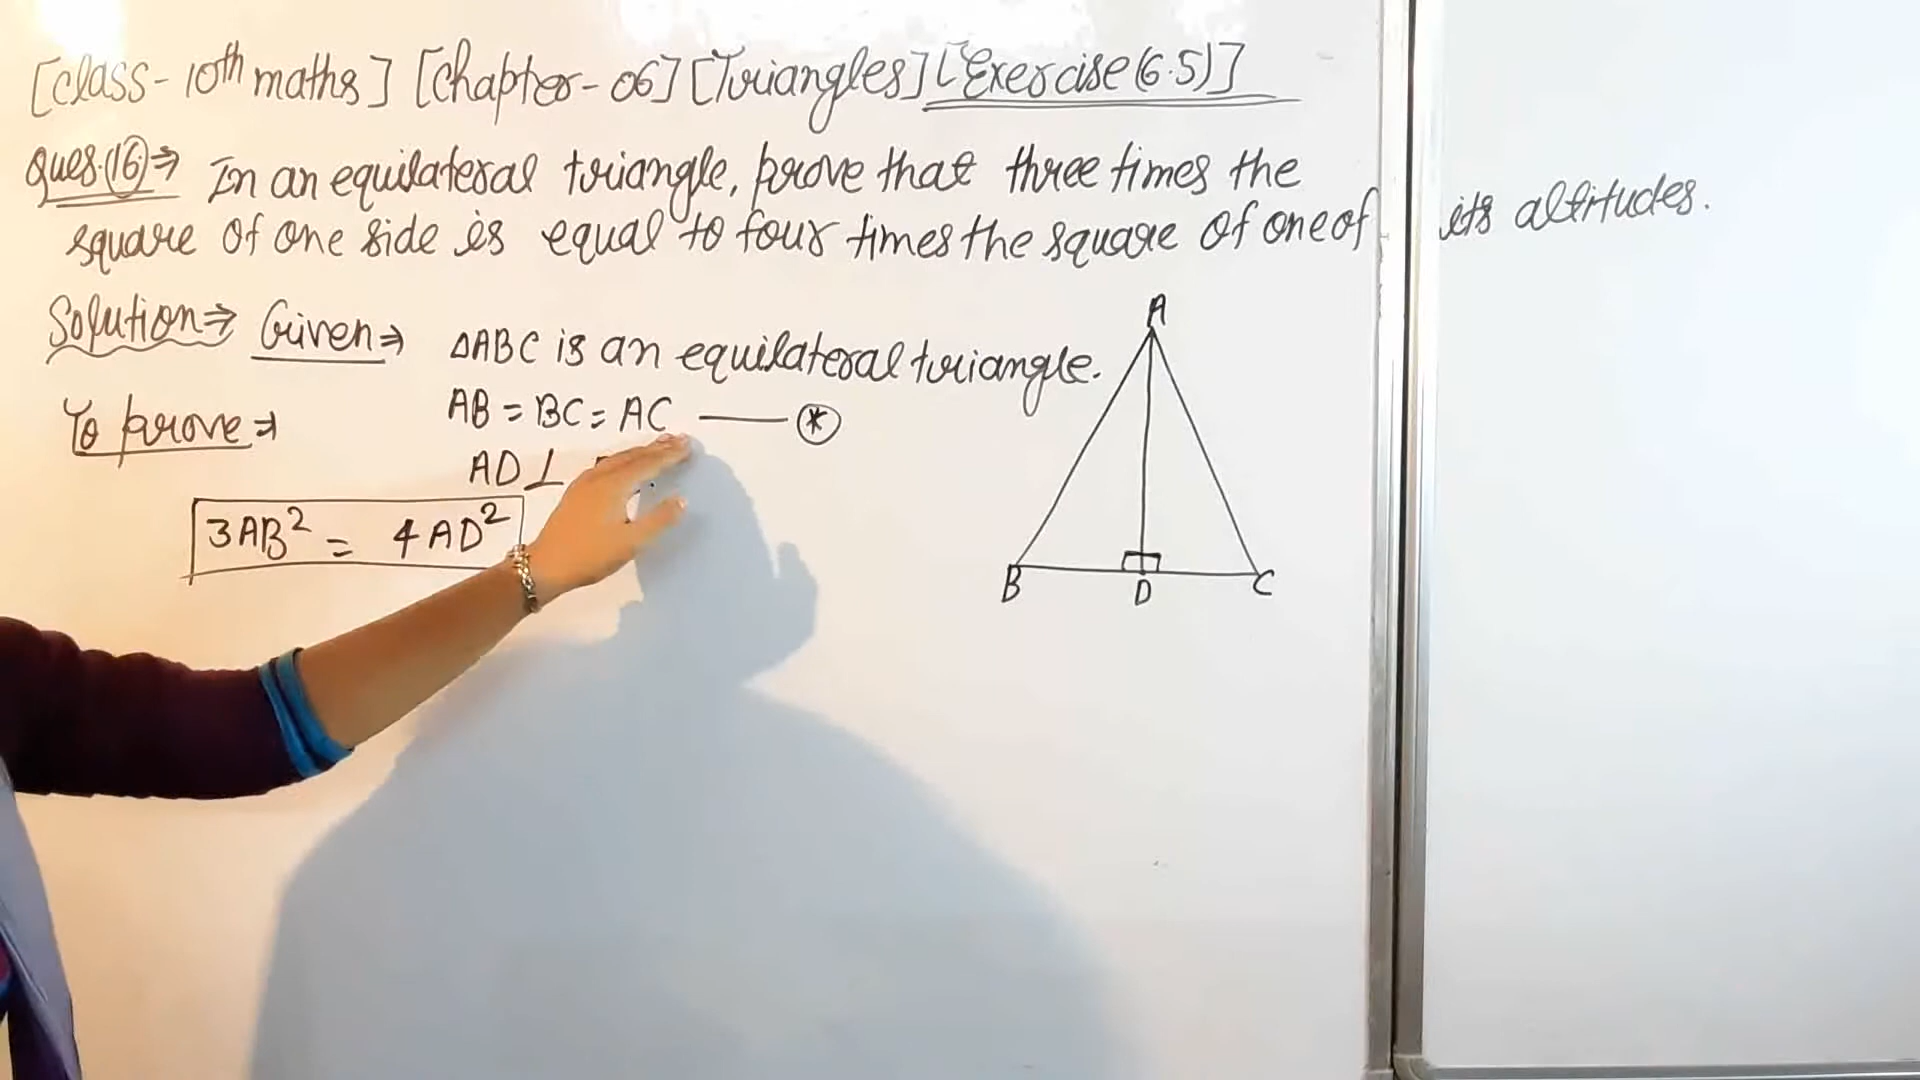 [Class-10th maths] [Chapter-06] [Triangles] [Exercise(6.5)]
Ques.(16)⇒ In an equilateral triangle, prove that three times the
square of one side is equal to four times the square of one of its altitudes.
Solution⇒ Given⇒ △ABC is an equilateral triangle.
To prove⇒ AB = BC = AC —— (*)
AD⊥
3AB² = 4AD²
A
B D C